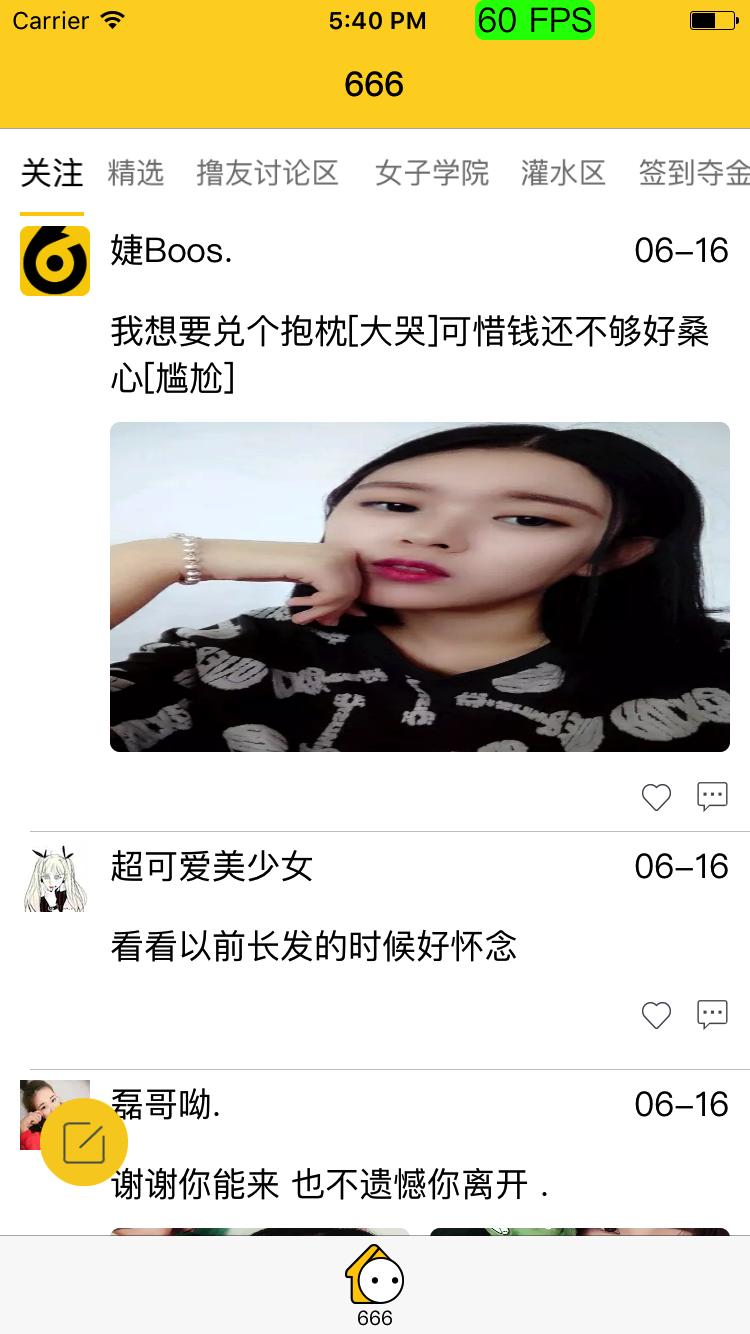 Carrier 5:40 PM 60 FPS
666
关注 精选 撸友讨论区 女子学院 灌水区 签到夺金
婕Boos. 06-16
我想要兑个抱枕[大哭]可惜钱还不够好桑
心[尴尬]
超可爱美少女 06-16
看看以前长发的时候好怀念
磊哥呦. 06-16
谢谢你能来 也不遗憾你离开 .
666